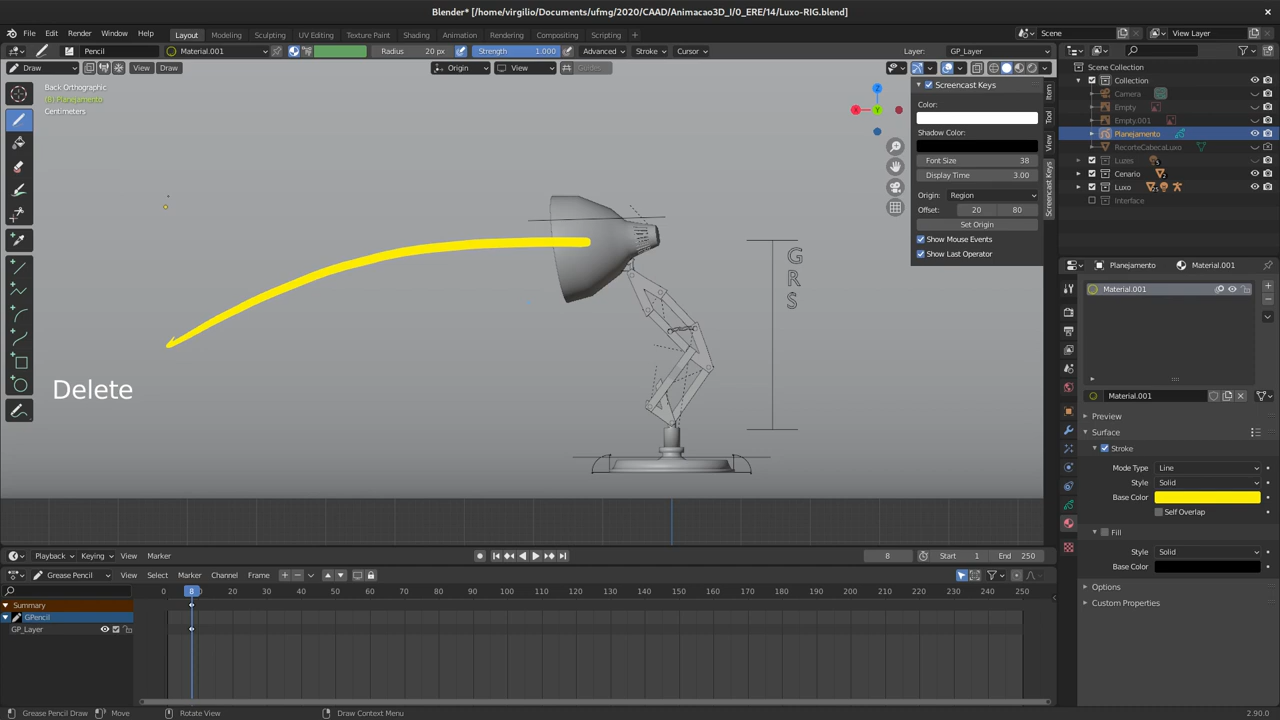 Blender* [/home/virgilio/Documents/ufmg/2020/CAAD/Animacao3D_I/0_ERE/14/Luxo-RIG.blend]
File Edit Render Window Help Layout Modeling Sculpting UV Editing Texture Paint Shading Animation Rendering Compositing Scripting Scene View Layer
Pencil Material.001 Radius 20 px Strength 1.000 Advanced Stroke Cursor Layer: GP_Layer
Draw View Draw Origin View Guides
Back Orthographic
Centimeters
Screencast Keys
Color:
Shadow Color:
Font Size 38
Display Time 3.00
Origin: Region
Offset: 20 80
Set Origin
Show Mouse Events
Show Last Operator
Item
Tool
View
Screencast Keys
G
R
S
Delete
Scene Collection
Collection
Camera
Empty
Empty.001
Planejamento
RecorteCabecaLuxo
Luzes
Cenario
Luxo
Interface
Planejamento Material.001
Material.001
Material.001
Preview
Surface
Stroke
Mode Type Line
Style Solid
Base Color
Self Overlap
Fill
Style Solid
Base Color
Options
Custom Properties
Playback Keying View Marker 8 Start 1 End 250
Grease Pencil View Select Marker Channel Frame
0 8 20 30 40 50 60 70 80 90 100 110 120 130 140 150 160 170 180 190 200 210 220 230 240 250
Summary
GPencil
GP_Layer
Grease Pencil Draw Move Rotate View Draw Context Menu 2.90.0